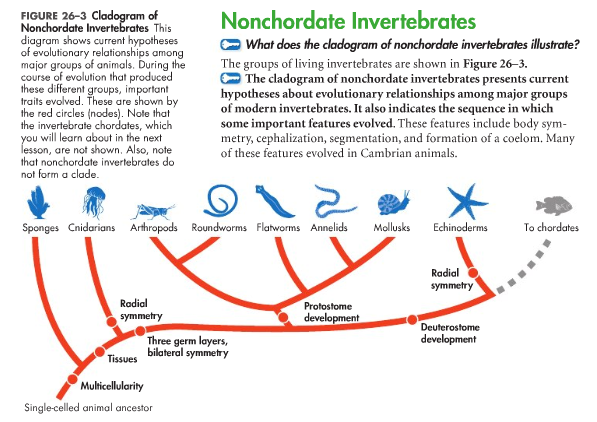 FIGURE 26–3 Cladogram of
Nonchordate Invertebrates This
diagram shows current hypotheses
of evolutionary relationships among
major groups of animals. During the
course of evolution that produced
these different groups, important
traits evolved. These are shown by
the red circles (nodes). Note that
the invertebrate chordates, which
you will learn about in the next
lesson, are not shown. Also, note
that nonchordate invertebrates do
not form a clade.
Nonchordate Invertebrates
What does the cladogram of nonchordate invertebrates illustrate?
The groups of living invertebrates are shown in Figure 26–3.
The cladogram of nonchordate invertebrates presents current
hypotheses about evolutionary relationships among major groups
of modern invertebrates. It also indicates the sequence in which
some important features evolved. These features include body sym-
metry, cephalization, segmentation, and formation of a coelom. Many
of these features evolved in Cambrian animals.
Sponges
Cnidarians
Arthropods
Roundworms
Flatworms
Annelids
Mollusks
Echinoderms
To chordates
Radial
symmetry
Radial
symmetry
Protostome
development
Deuterostome
development
Three germ layers,
bilateral symmetry
Tissues
Multicellularity
Single-celled animal ancestor